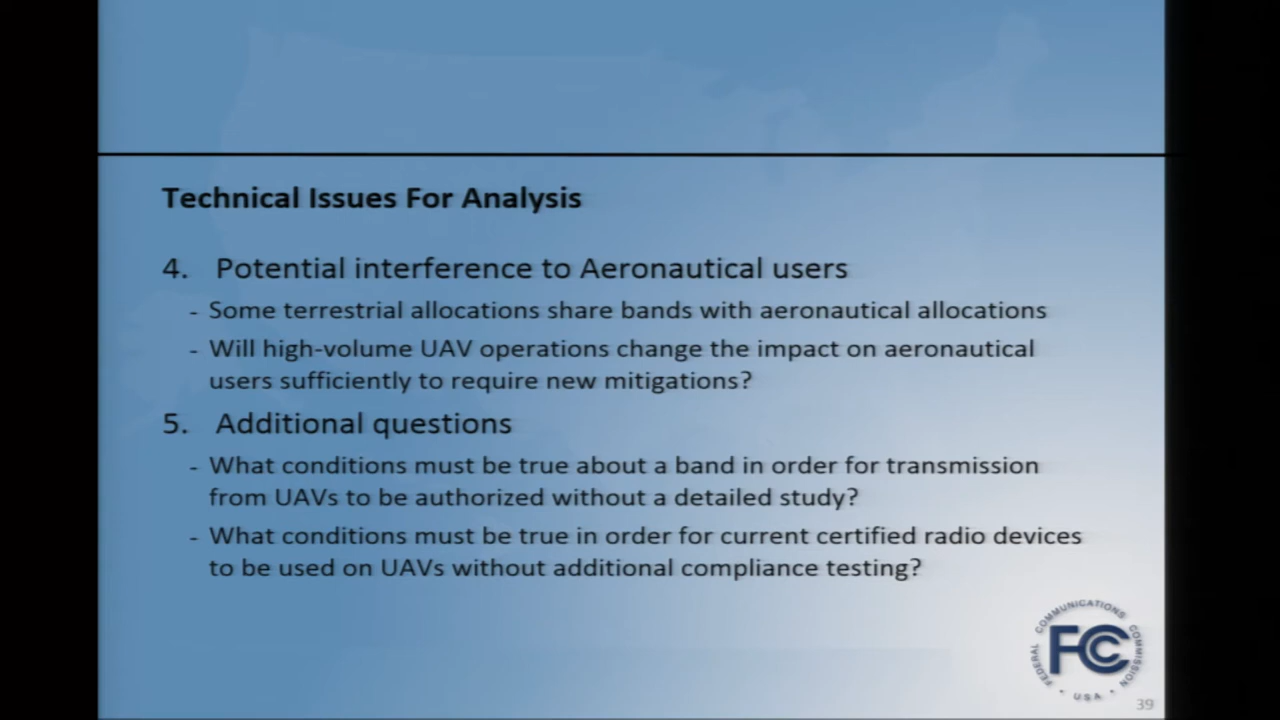 Technical Issues For Analysis
4. Potential interference to Aeronautical users
- Some terrestrial allocations share bands with aeronautical allocations
- Will high-volume UAV operations change the impact on aeronautical
users sufficiently to require new mitigations?
5. Additional questions
- What conditions must be true about a band in order for transmission
from UAVs to be authorized without a detailed study?
- What conditions must be true in order for current certified radio devices
to be used on UAVs without additional compliance testing?
FEDERAL COMMUNICATIONS COMMISSION
FCC
• USA •
39